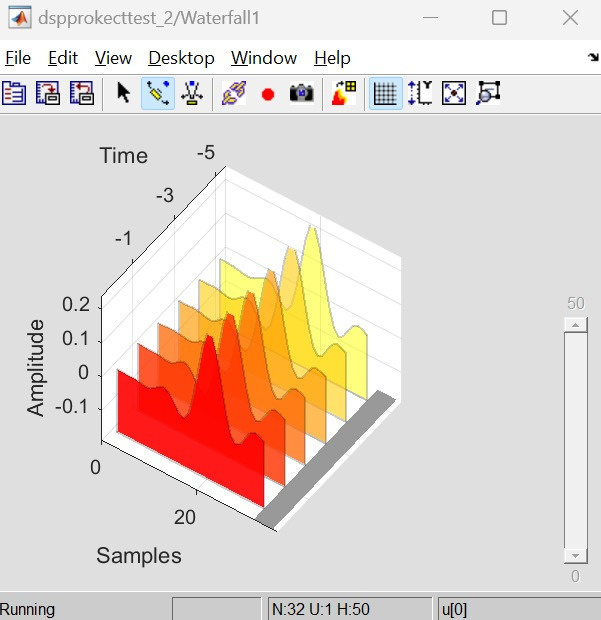 dspprokecttest_2/Waterfall1
File Edit View Desktop Window Help
Time
-5
-3
-1
0.2
0.1
0
-0.1
Amplitude
0
20
Samples
50
0
Running N:32 U:1 H:50 u[0]